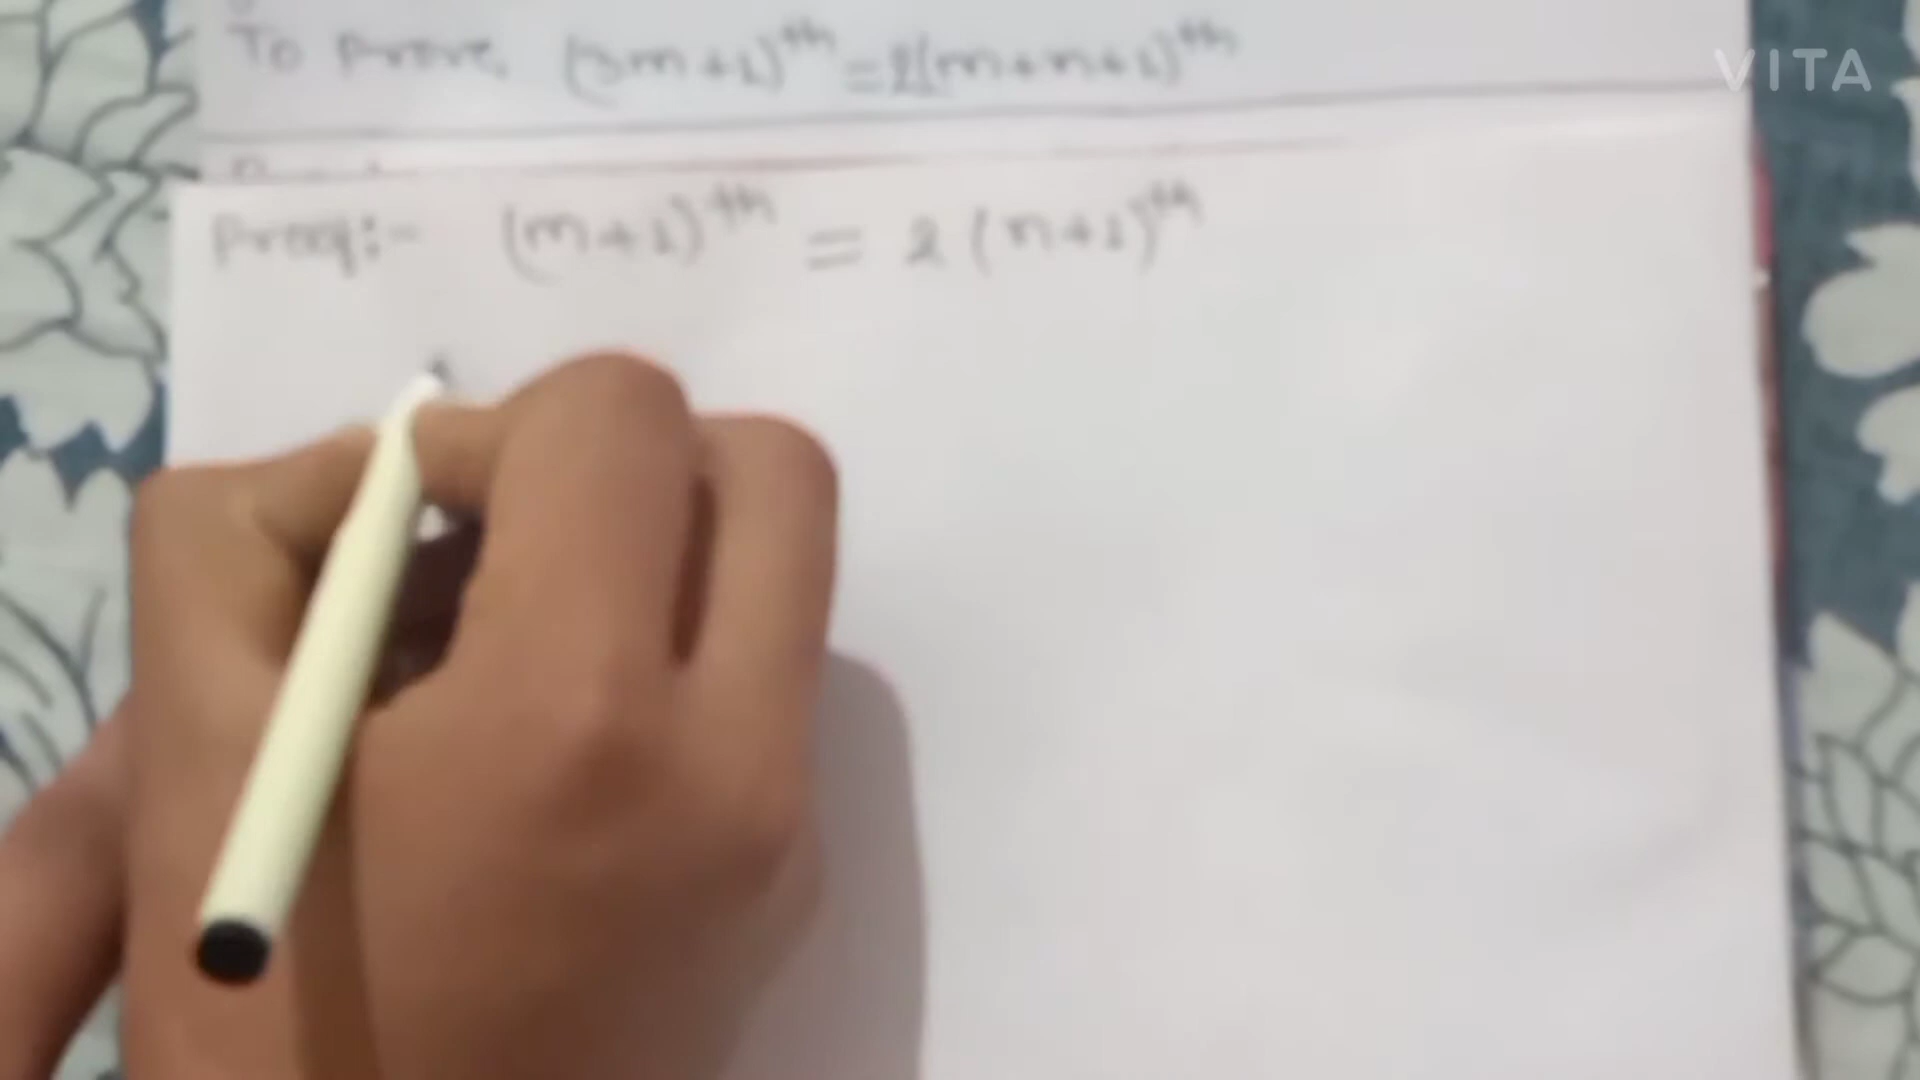 To prove, (3m+1)th = 2(m+n+1)th
VITA
Proof:- (m+1)th = 2 (n+1)th